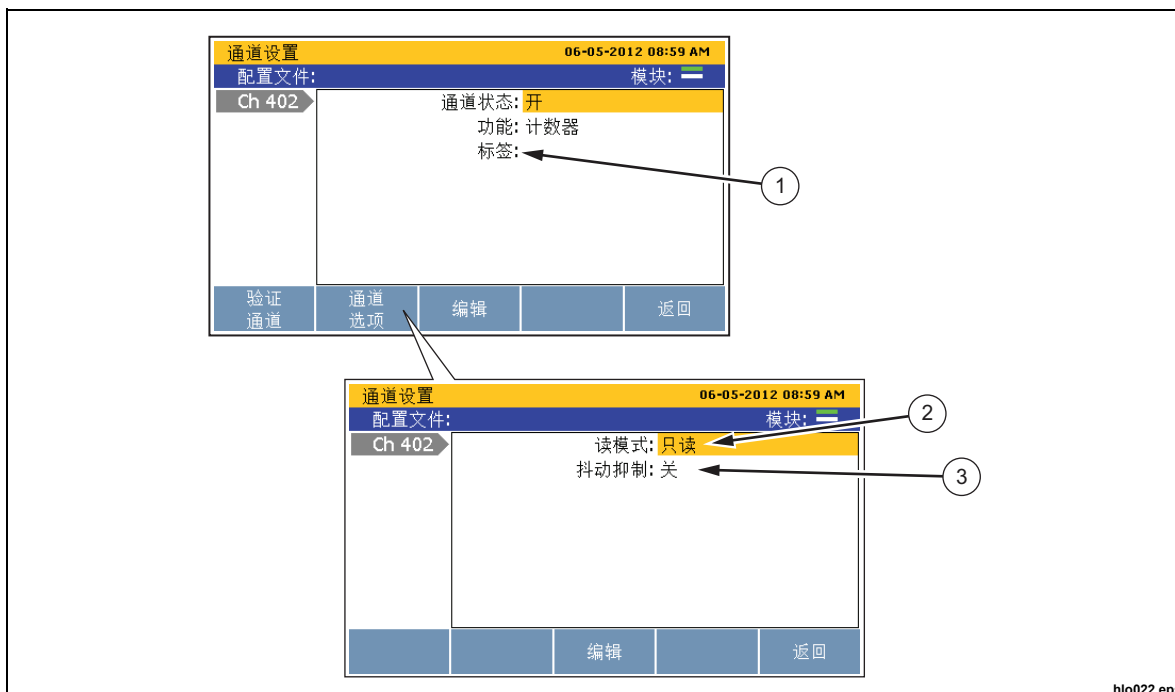 通道设置 06-05-2012 08:59 AM
配置文件: 模块:
Ch 402
通道状态: 开
功能: 计数器
标签:
1
验证通道 通道选项 编辑 返回
通道设置 06-05-2012 08:59 AM
配置文件: 模块:
Ch 402
读模式: 只读
抖动抑制: 关
2
3
编辑 返回